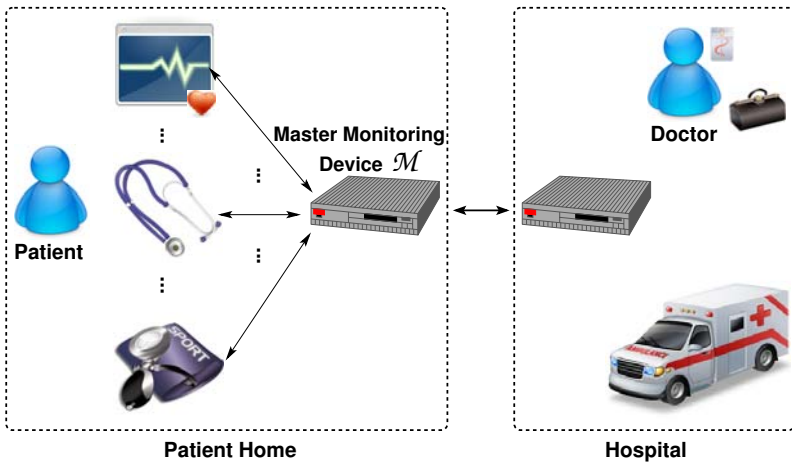 Master Monitoring
Device ℳ
Doctor
Patient
SPORT
AMBULANCE
Patient Home
Hospital